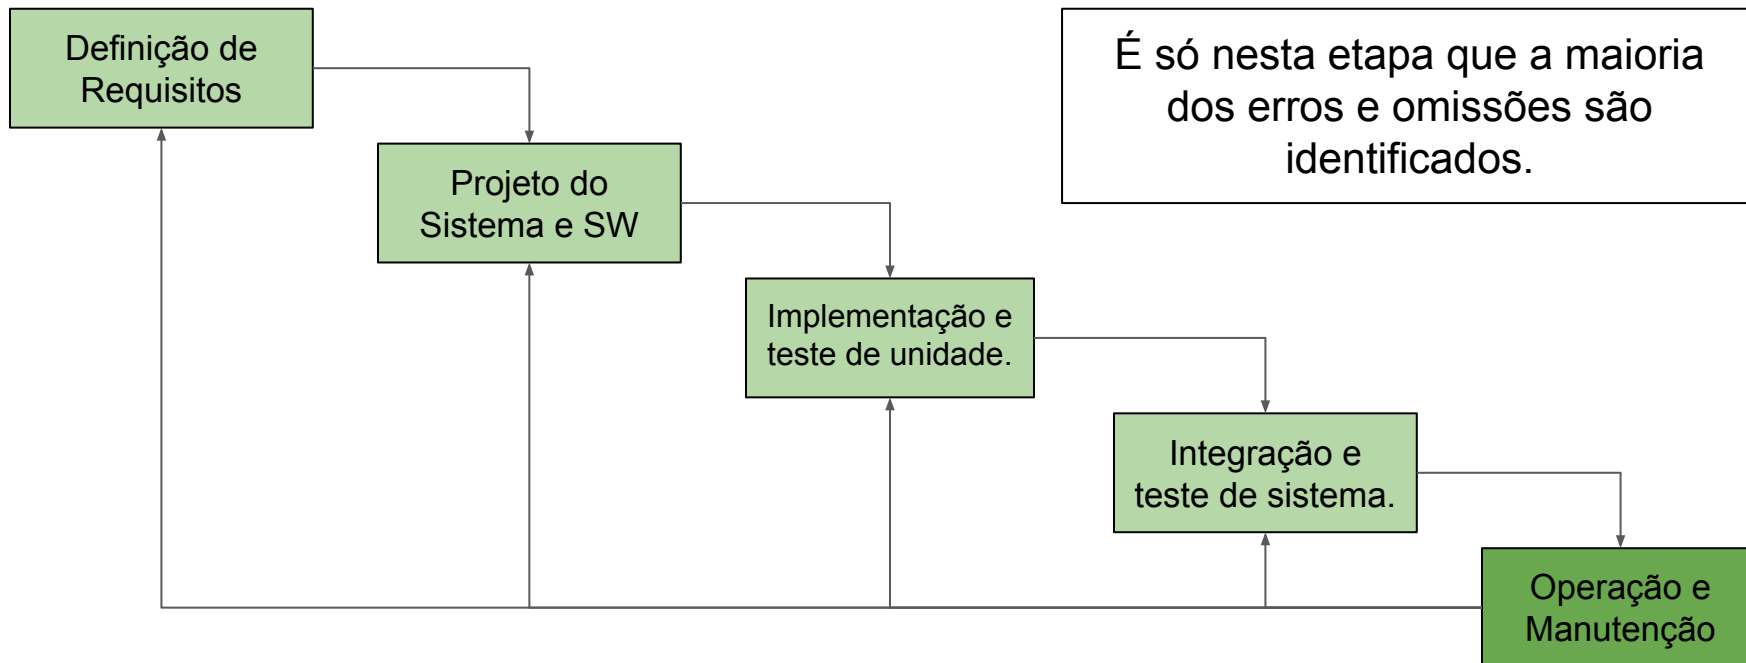 Definição de
Requisitos
É só nesta etapa que a maioria
dos erros e omissões são
identificados.
Projeto do
Sistema e SW
Implementação e
teste de unidade.
Integração e
teste de sistema.
Operação e
Manutenção